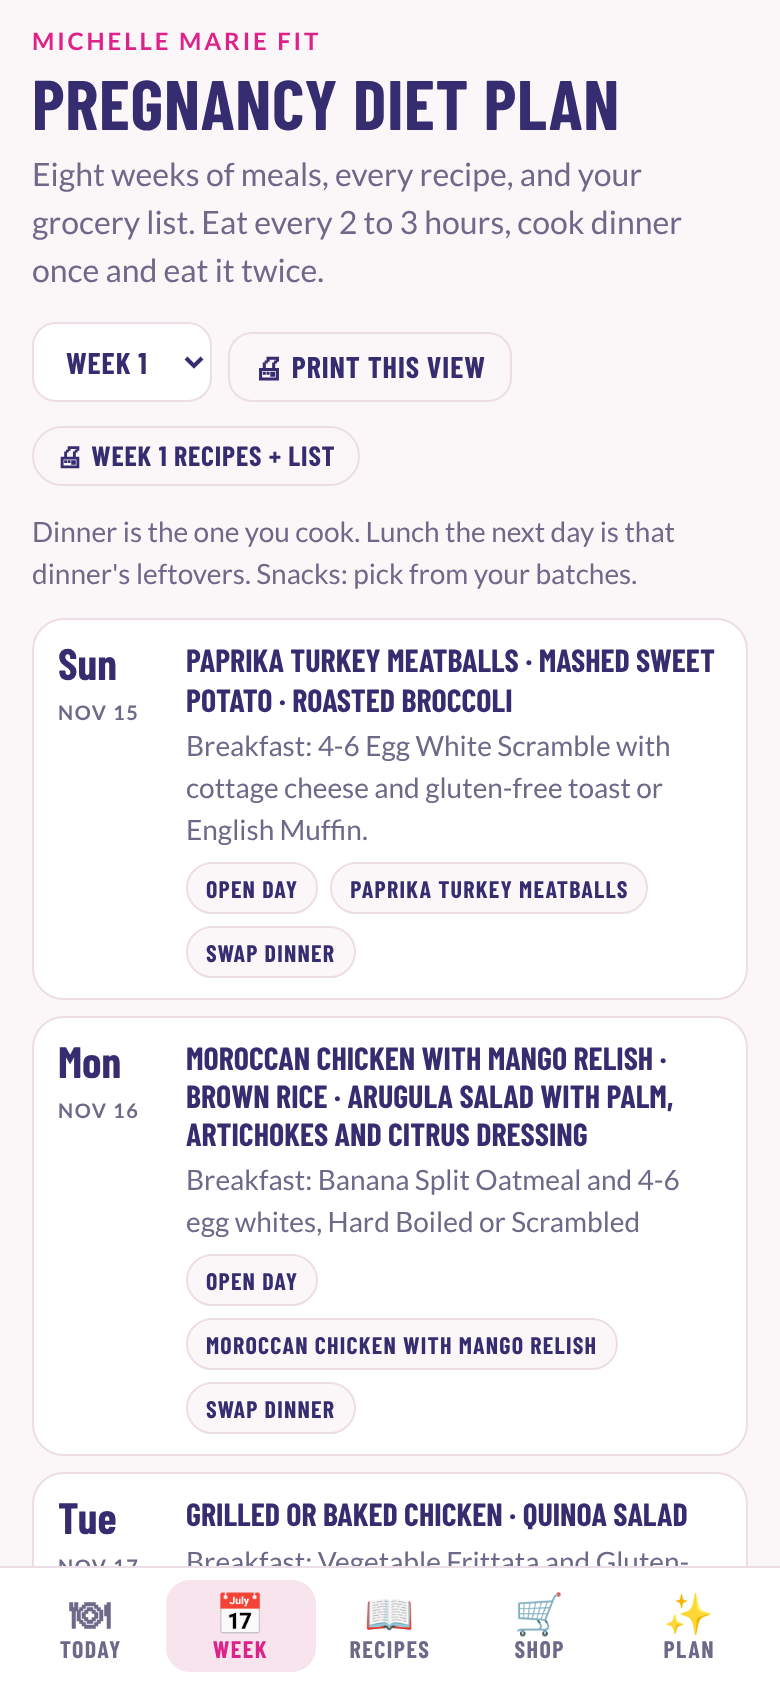 MICHELLE MARIE FIT
PREGNANCY DIET PLAN
Eight weeks of meals, every recipe, and your
grocery list. Eat every 2 to 3 hours, cook dinner
once and eat it twice.
WEEK 1
PRINT THIS VIEW
WEEK 1 RECIPES + LIST
Dinner is the one you cook. Lunch the next day is that
dinner's leftovers. Snacks: pick from your batches.
Sun
NOV 15
PAPRIKA TURKEY MEATBALLS · MASHED SWEET
POTATO · ROASTED BROCCOLI
Breakfast: 4-6 Egg White Scramble with
cottage cheese and gluten-free toast or
English Muffin.
OPEN DAY
PAPRIKA TURKEY MEATBALLS
SWAP DINNER
Mon
NOV 16
MOROCCAN CHICKEN WITH MANGO RELISH ·
BROWN RICE · ARUGULA SALAD WITH PALM,
ARTICHOKES AND CITRUS DRESSING
Breakfast: Banana Split Oatmeal and 4-6
egg whites, Hard Boiled or Scrambled
OPEN DAY
MOROCCAN CHICKEN WITH MANGO RELISH
SWAP DINNER
Tue
NOV 17
GRILLED OR BAKED CHICKEN · QUINOA SALAD
Breakfast: Vegetable Frittata and Gluten-
July
17
TODAY
WEEK
RECIPES
SHOP
PLAN